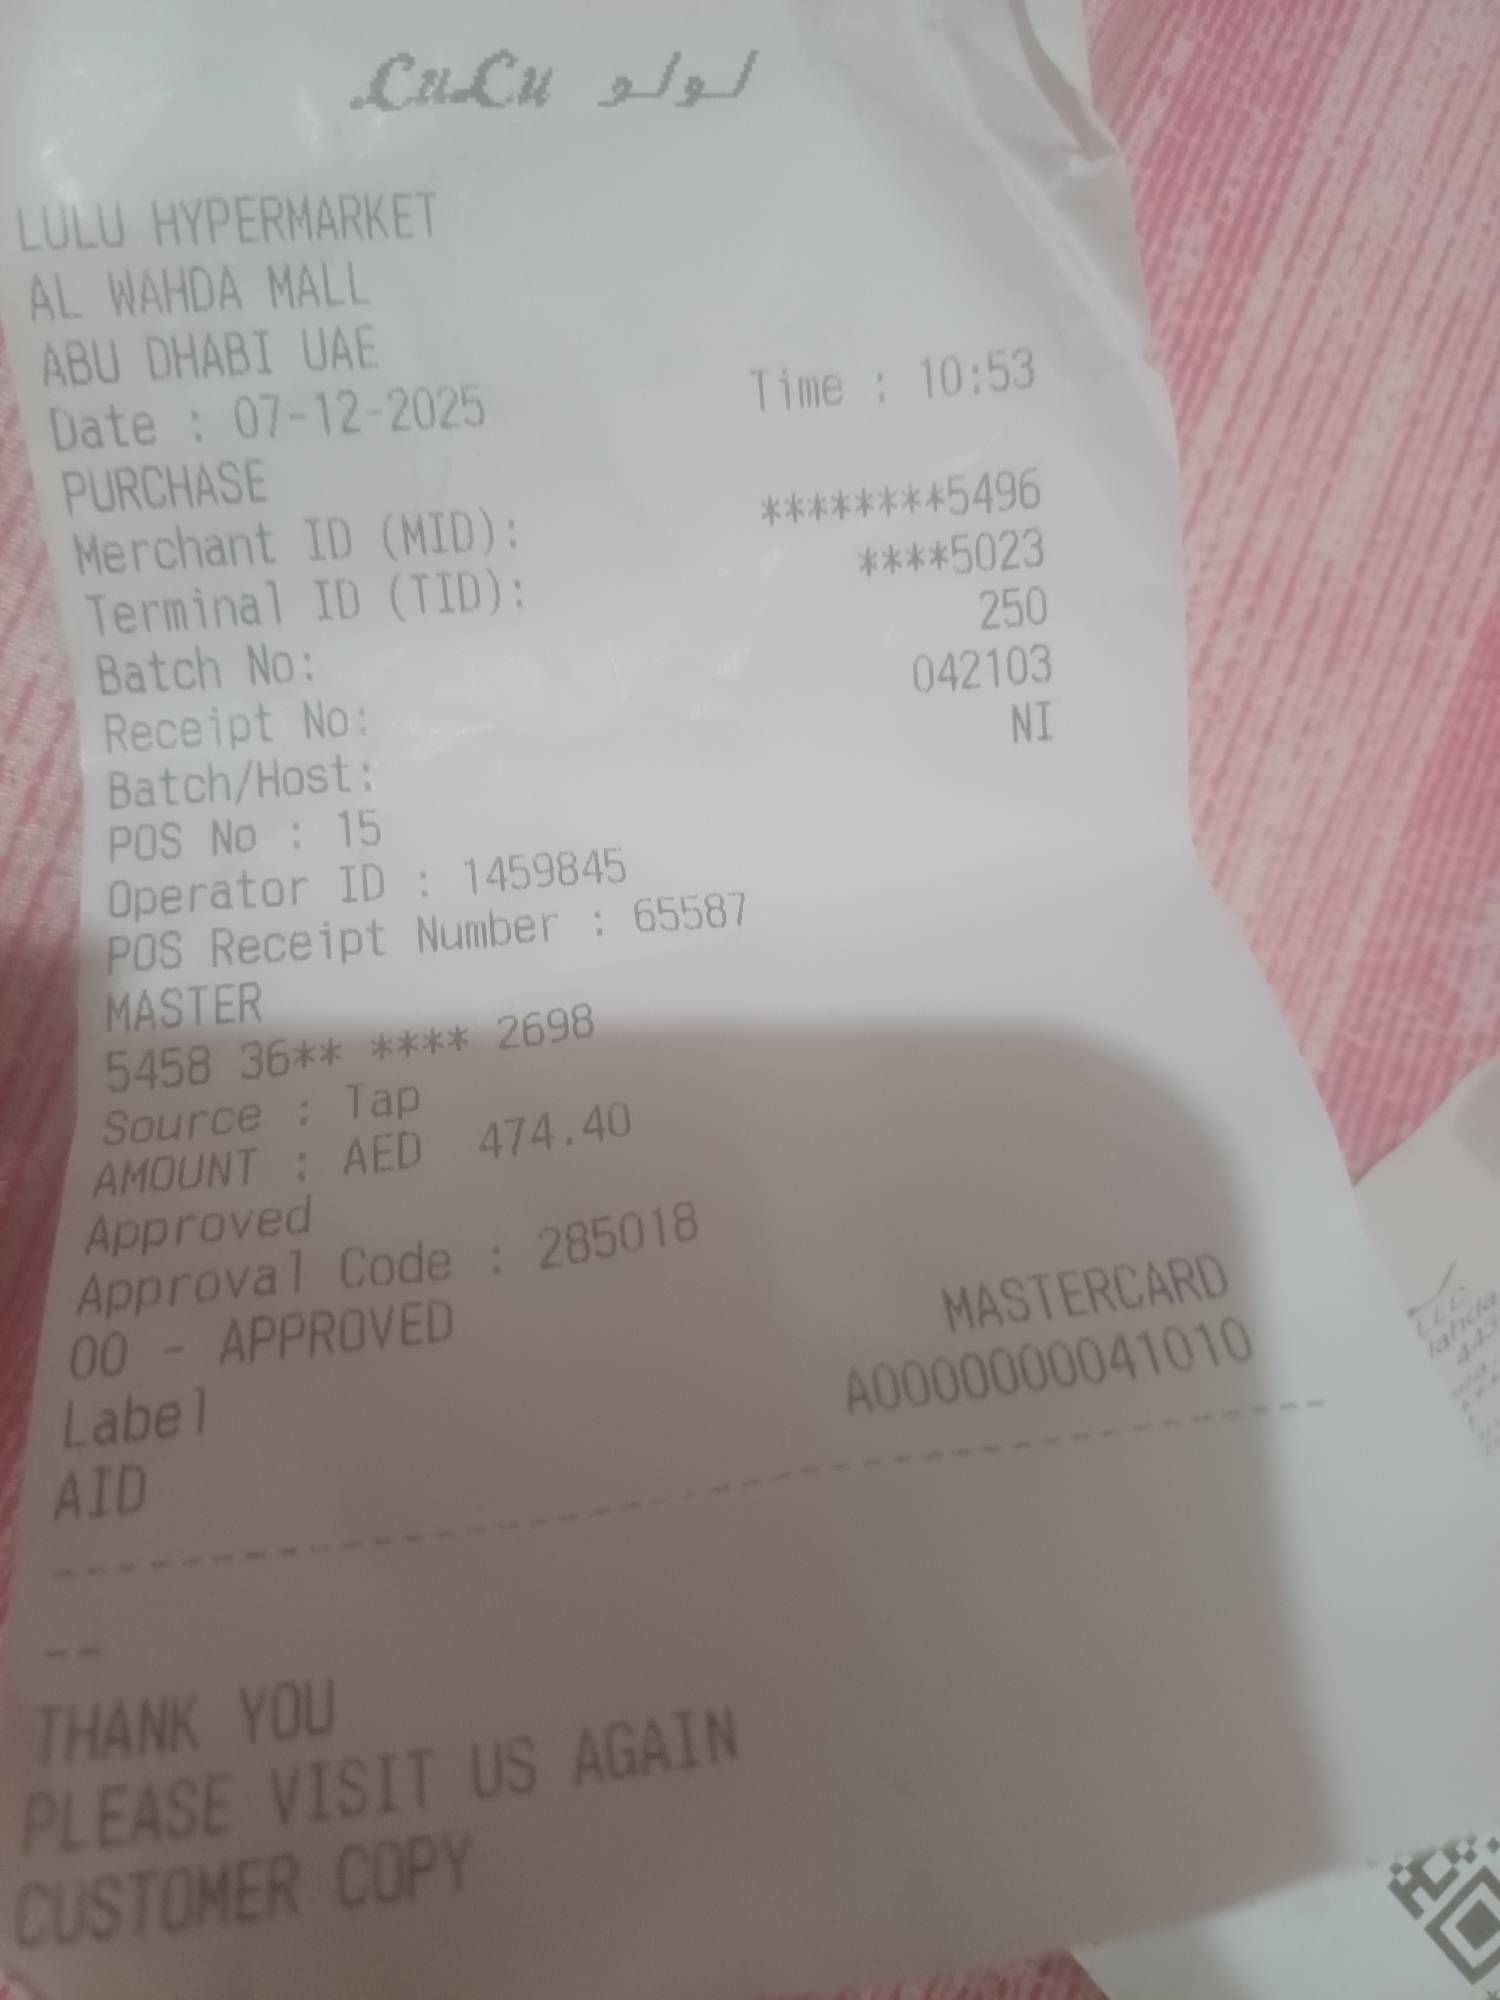 LuLu لولو
LULU HYPERMARKET
AL WAHDA MALL
ABU DHABI UAE
Date : 07-12-2025 Time : 10:53
PURCHASE
Merchant ID (MID): ********5496
Terminal ID (TID): ****5023
Batch No: 250
Receipt No: 042103
Batch/Host: NI
POS No : 15
Operator ID : 1459845
POS Receipt Number : 65587
MASTER
5458 36** **** 2698
Source : Tap
AMOUNT : AED 474.40
Approved
Approval Code : 285018
00 - APPROVED
Label MASTERCARD
AID A0000000041010
--
THANK YOU
PLEASE VISIT US AGAIN
CUSTOMER COPY
LLC
443